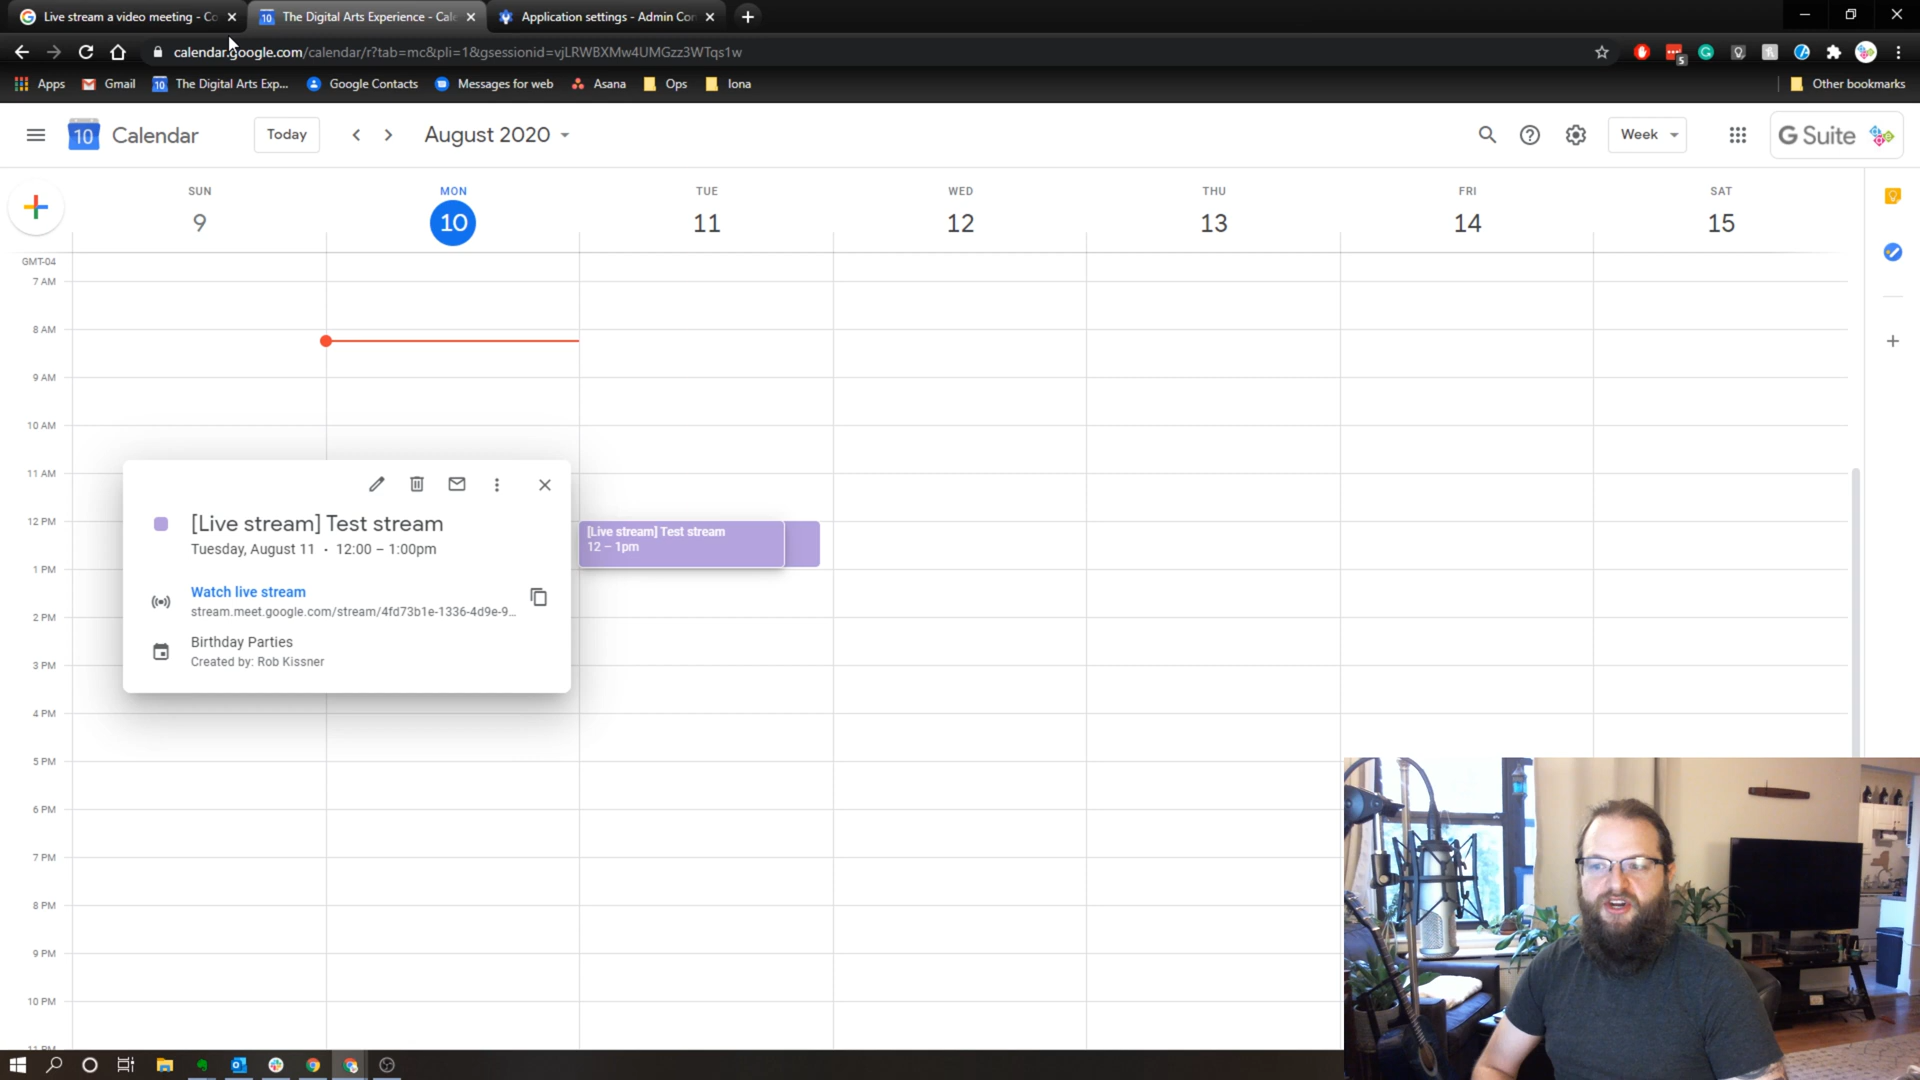 Live stream a video meeting - Co
The Digital Arts Experience - Cale
Application settings - Admin Con
calendar.google.com/calendar/r?tab=mc&pli=1&gsessionid=vjLRWBXMw4UMGzz3WTqs1w
5
Apps
Gmail
10
The Digital Arts Exp...
Google Contacts
Messages for web
Asana
Ops
Iona
Other bookmarks
10
Calendar
Today
August 2020
Week
G Suite
SUN
9
MON
10
TUE
11
WED
12
THU
13
FRI
14
SAT
15
GMT-04
7 AM
8 AM
9 AM
10 AM
11 AM
12 PM
1 PM
2 PM
3 PM
4 PM
5 PM
6 PM
7 PM
8 PM
9 PM
10 PM
[Live stream] Test stream
Tuesday, August 11 · 12:00 – 1:00pm
Watch live stream
stream.meet.google.com/stream/4fd73b1e-1336-4d9e-9...
Birthday Parties
Created by: Rob Kissner
[Live stream] Test stream
12 – 1pm